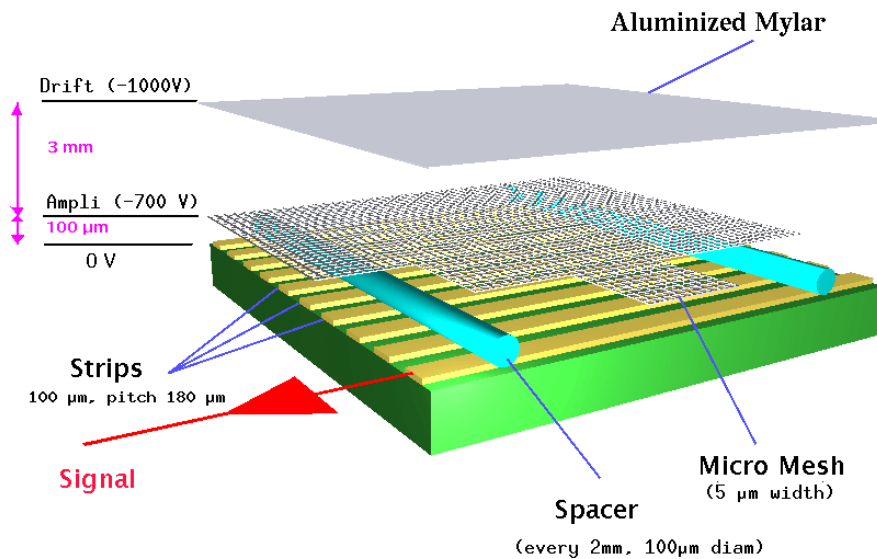 Aluminized Mylar
Drift (-1000V)
3 mm
Ampli (-700 V)
100 µm
0 V
Strips
100 µm, pitch 180 µm
Signal
Micro Mesh
(5 µm width)
Spacer
(every 2mm, 100µm diam)